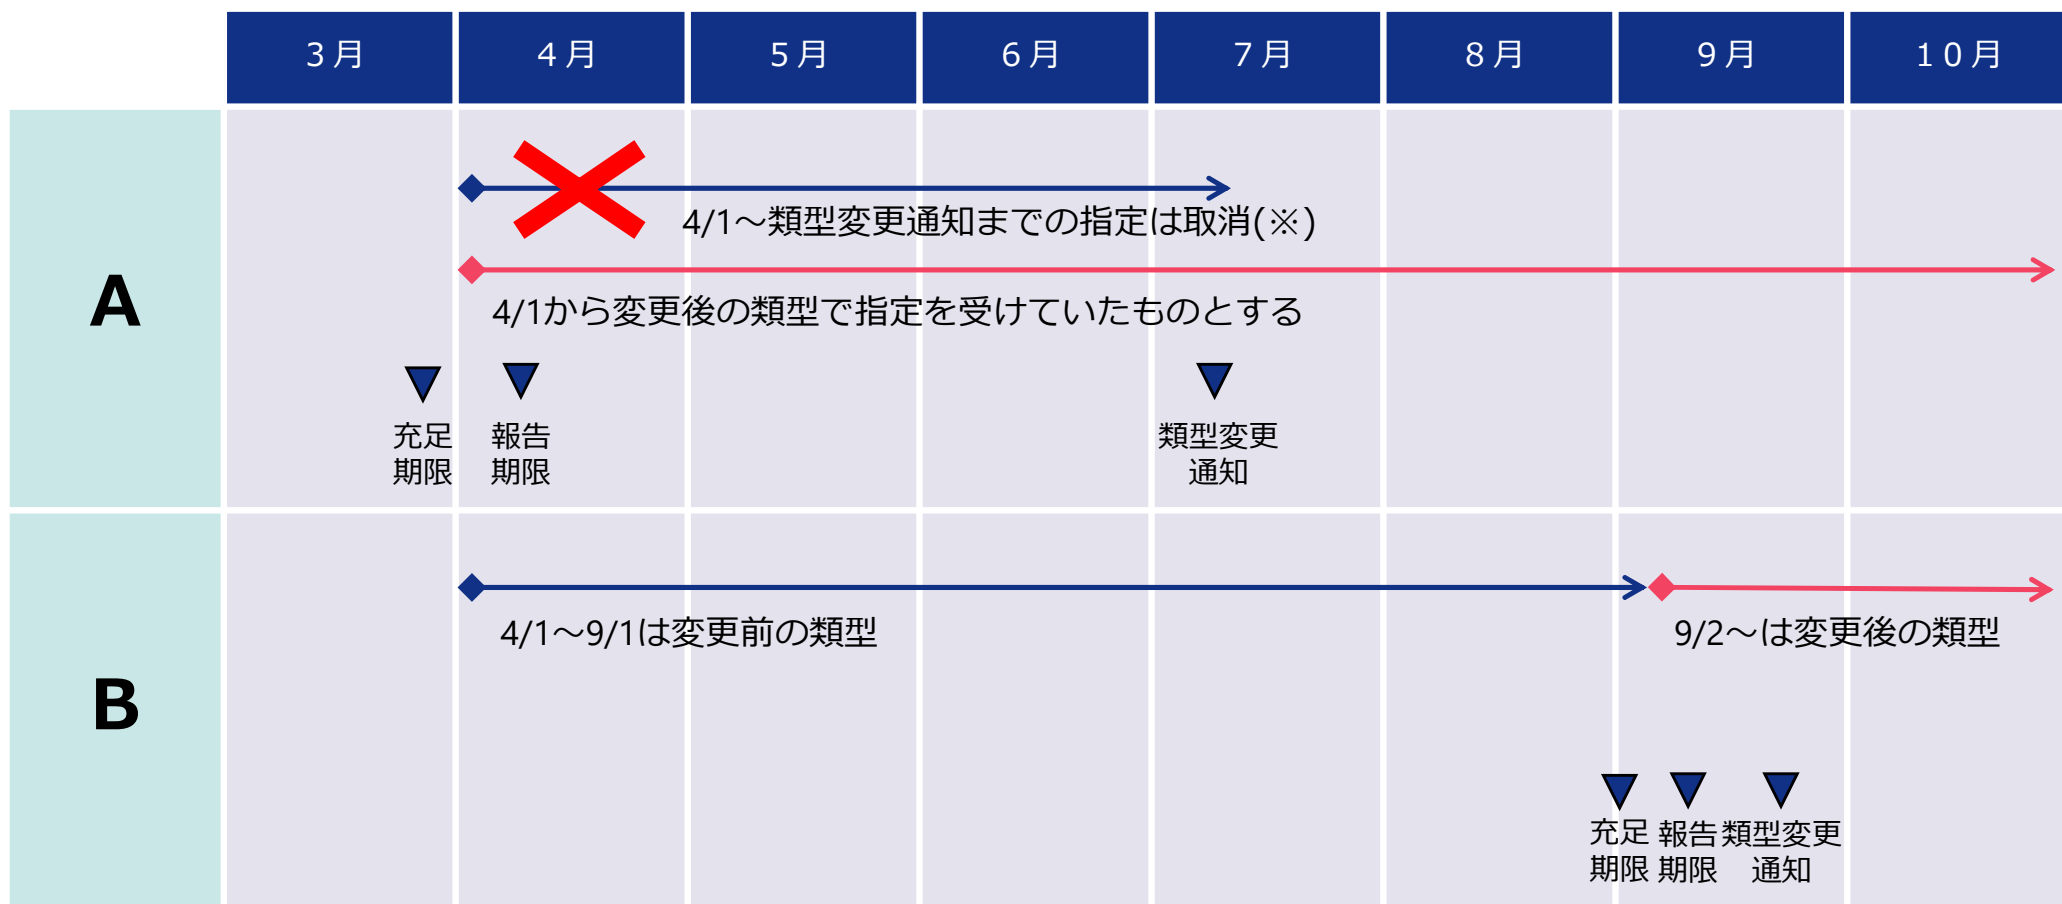 3月
4月
5月
6月
7月
8月
9月
10月
A
4/1～類型変更通知までの指定は取消(※)
4/1から変更後の類型で指定を受けていたものとする
充足
期限
報告
期限
類型変更
通知
B
4/1～9/1は変更前の類型
9/2～は変更後の類型
充足
期限
報告
期限
類型変更
通知